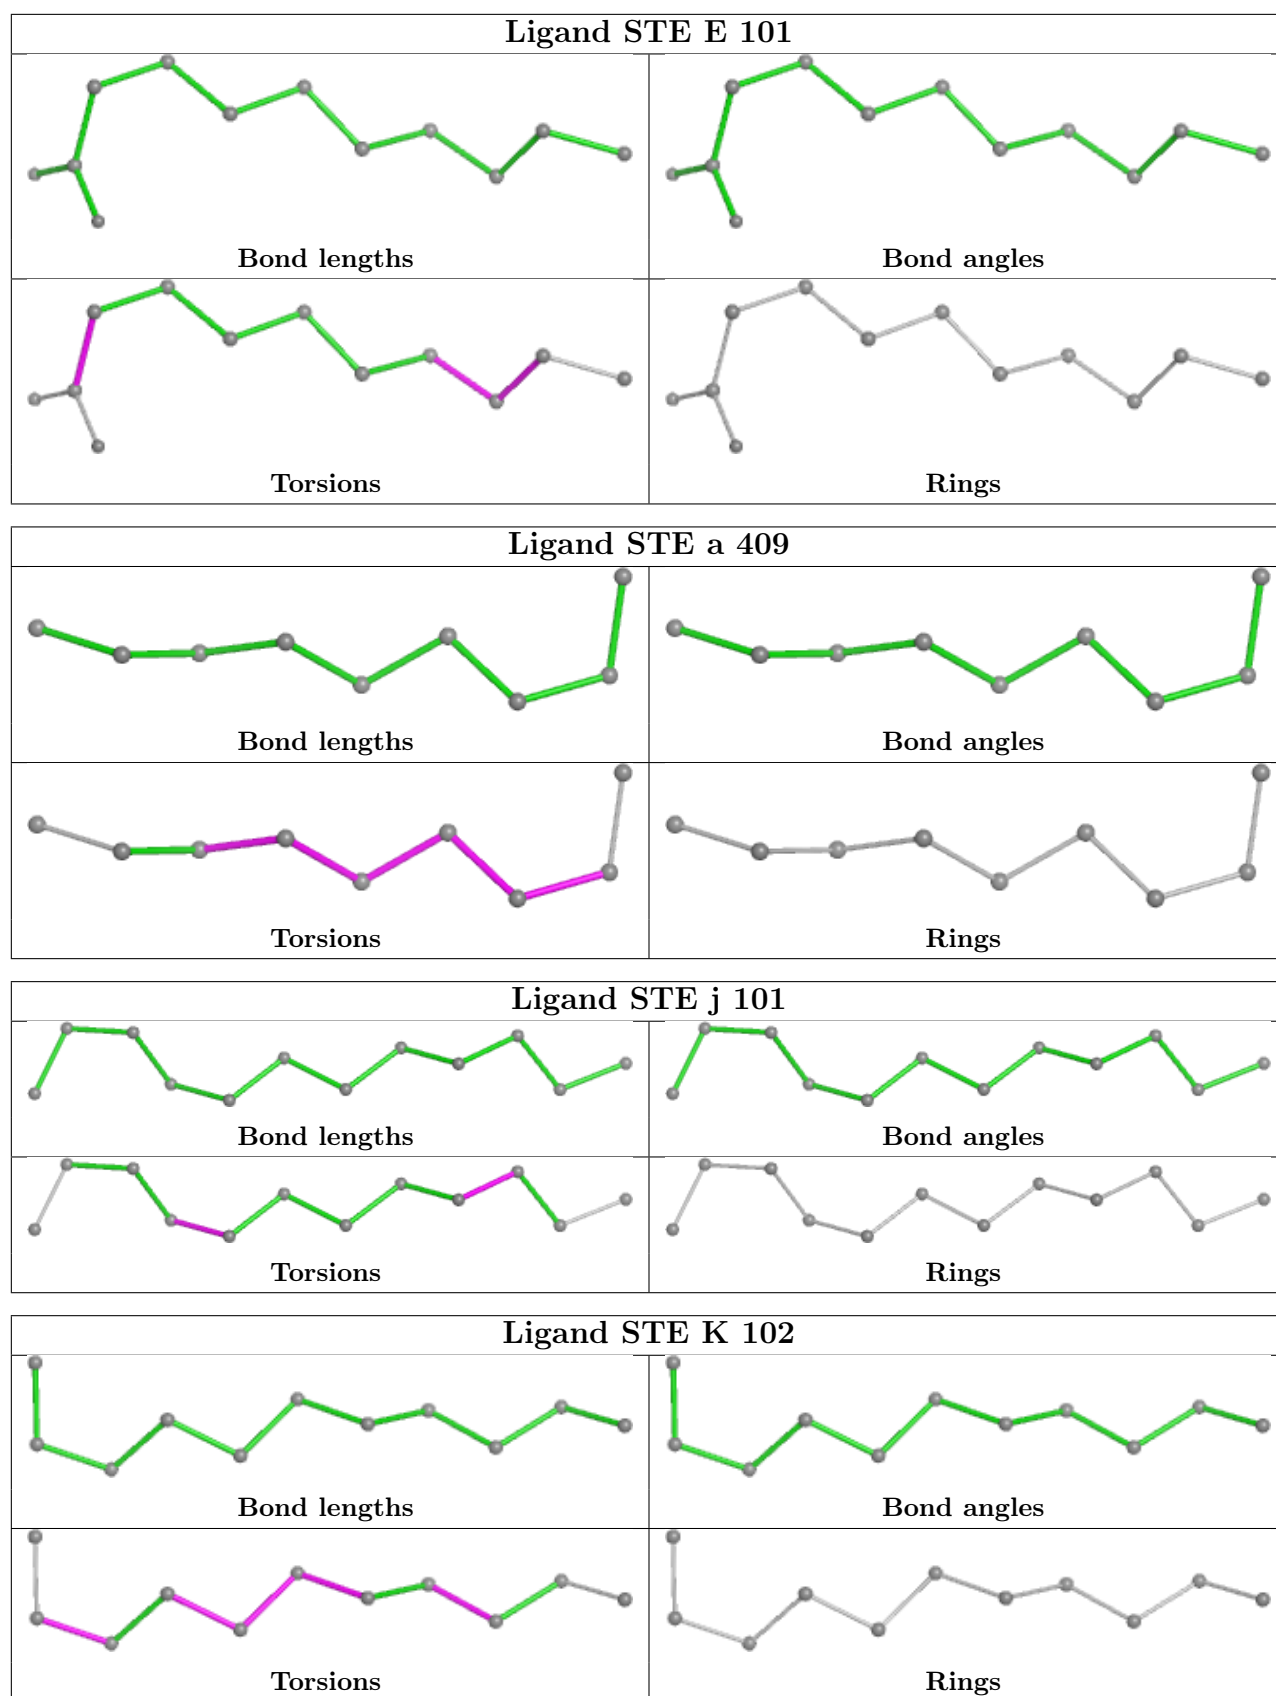 Ligand STE E 101
Bond lengths Bond angles
Torsions Rings
Ligand STE a 409
Bond lengths Bond angles
Torsions Rings
Ligand STE j 101
Bond lengths Bond angles
Torsions Rings
Ligand STE K 102
Bond lengths Bond angles
Torsions Rings